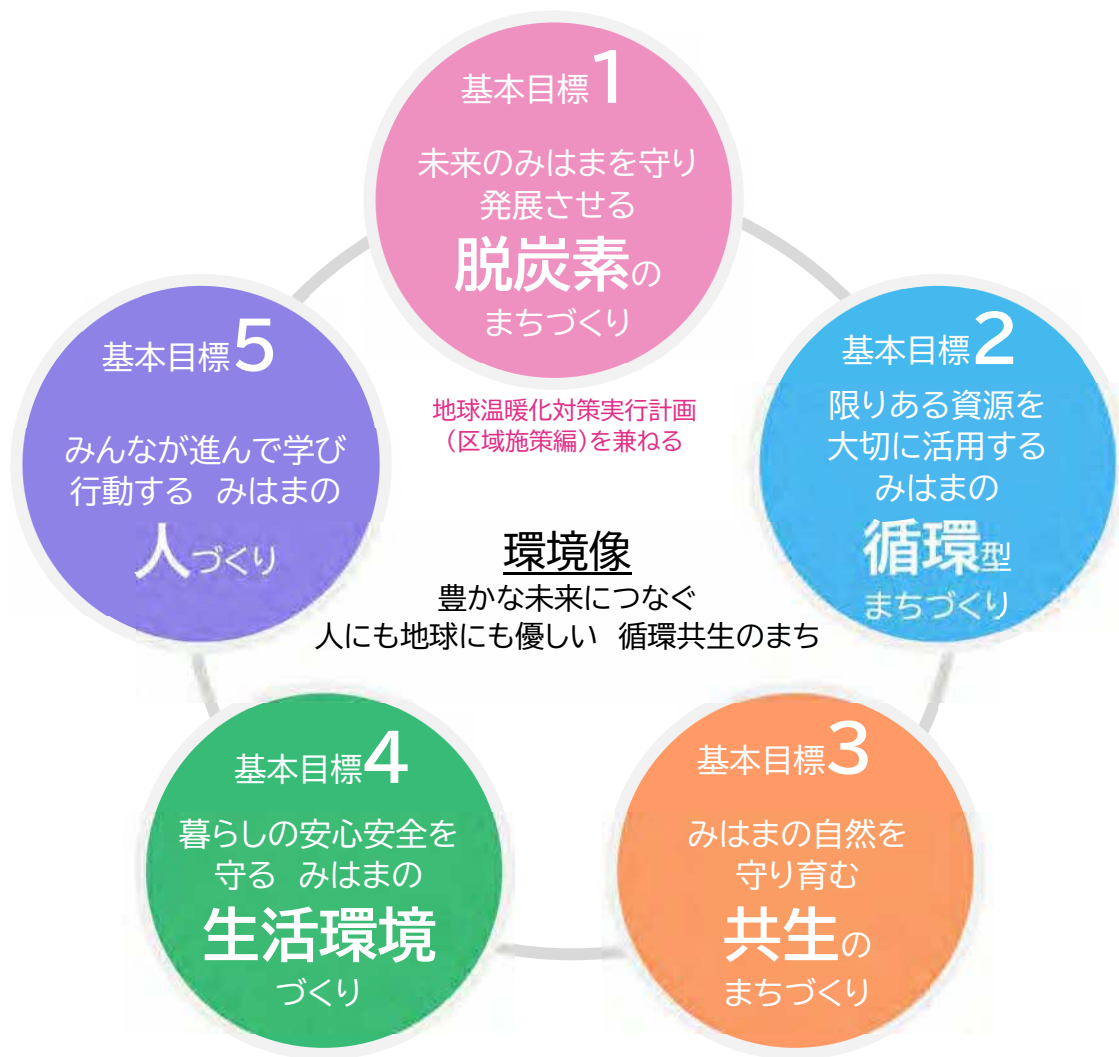 基本目標1
未来のみはまを守り
発展させる
脱炭素の
まちづくり
地球温暖化対策実行計画
(区域施策編)を兼ねる
基本目標2
限りある資源を
大切に活用する
みはまの
循環型
まちづくり
基本目標3
みはまの自然を
守り育む
共生の
まちづくり
基本目標4
暮らしの安心安全を
守る みはまの
生活環境
づくり
基本目標5
みんなが進んで学び
行動する みはまの
人づくり
環境像
豊かな未来につなぐ
人にも地球にも優しい 循環共生のまち